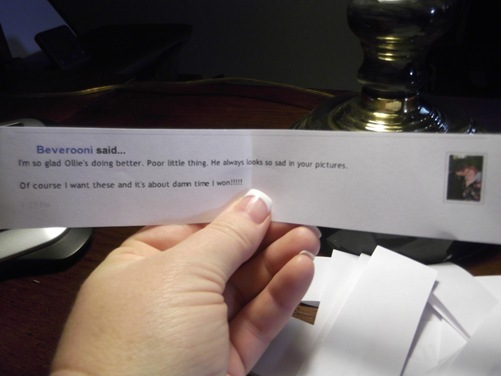 Beverooni said...
I'm so glad Ollie's doing better. Poor little thing. He always looks so sad in your pictures.
Of course I want these and it's about damn time I won!!!!!